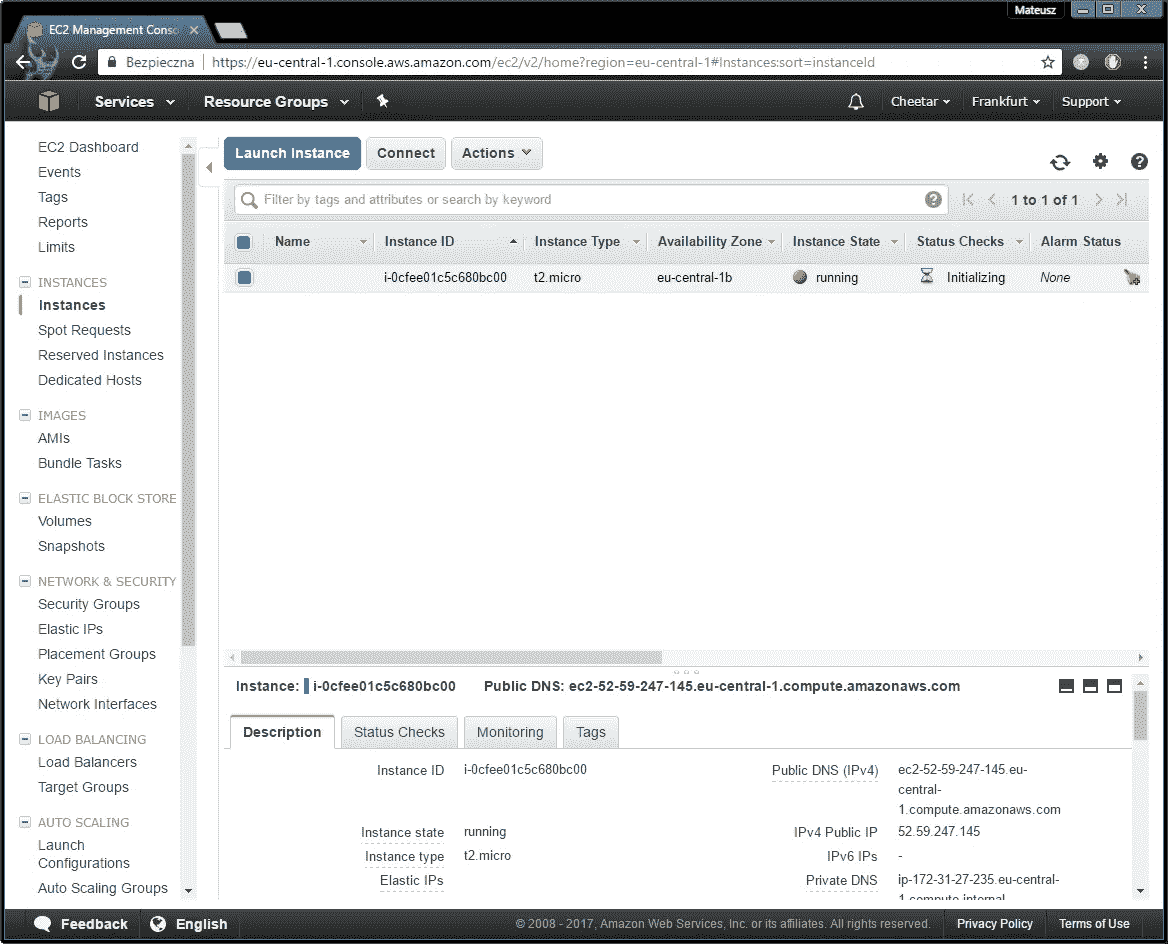 Mateusz
EC2 Management Conso
Bezpieczna
https://eu-central-1.console.aws.amazon.com/ec2/v2/home?region=eu-central-1#Instances:sort=instanceId
Services
Resource Groups
Cheetar
Frankfurt
Support
EC2 Dashboard
Events
Tags
Reports
Limits
INSTANCES
Instances
Spot Requests
Reserved Instances
Dedicated Hosts
IMAGES
AMIs
Bundle Tasks
ELASTIC BLOCK STORE
Volumes
Snapshots
NETWORK & SECURITY
Security Groups
Elastic IPs
Placement Groups
Key Pairs
Network Interfaces
LOAD BALANCING
Load Balancers
Target Groups
AUTO SCALING
Launch
Configurations
Auto Scaling Groups
Launch Instance
Connect
Actions
Filter by tags and attributes or search by keyword
1 to 1 of 1
Name Instance ID Instance Type Availability Zone Instance State Status Checks Alarm Status
i-0cfee01c5c680bc00 t2.micro eu-central-1b running Initializing None
Instance: i-0cfee01c5c680bc00 Public DNS: ec2-52-59-247-145.eu-central-1.compute.amazonaws.com
Description Status Checks Monitoring Tags
Instance ID i-0cfee01c5c680bc00
Instance state running
Instance type t2.micro
Elastic IPs
Public DNS (IPv4) ec2-52-59-247-145.eu-
central-
1.compute.amazonaws.com
IPv4 Public IP 52.59.247.145
IPv6 IPs -
Private DNS ip-172-31-27-235.eu-central-
1.compute.internal
Feedback
English
© 2008 - 2017, Amazon Web Services, Inc. or its affiliates. All rights reserved.
Privacy Policy
Terms of Use